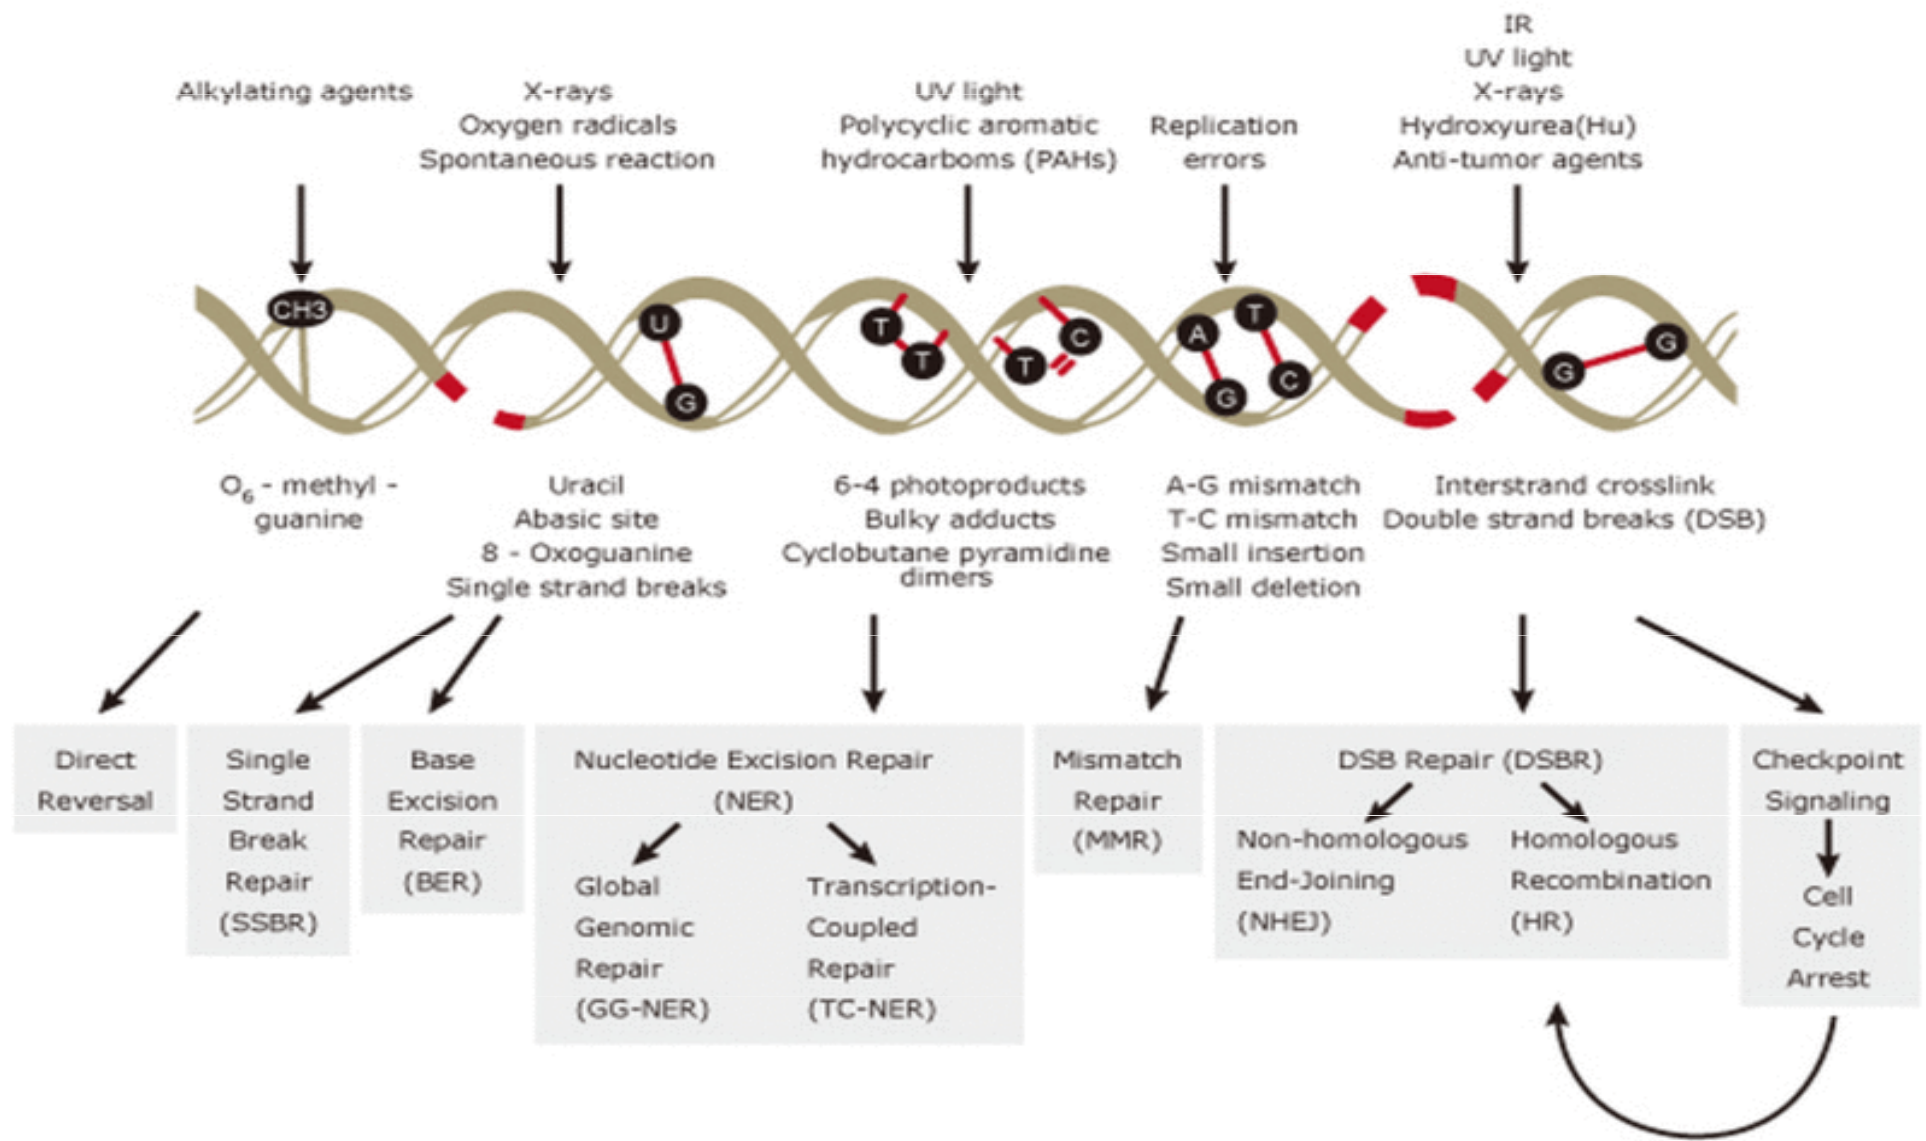 Alkylating agents
X-rays
Oxygen radicals
Spontaneous reaction
UV light
Polycyclic aromatic
hydrocarboms (PAHs)
Replication
errors
IR
UV light
X-rays
Hydroxyurea(Hu)
Anti-tumor agents
CH3
U
G
T
T
T
C
A
G
T
C
G
G
O6 - methyl -
guanine
Uracil
Abasic site
8 - Oxoguanine
Single strand breaks
6-4 photoproducts
Bulky adducts
Cyclobutane pyramidine
dimers
A-G mismatch
T-C mismatch
Small insertion
Small deletion
Interstrand crosslink
Double strand breaks (DSB)
Direct
Reversal
Single
Strand
Break
Repair
(SSBR)
Base
Excision
Repair
(BER)
Nucleotide Excision Repair
(NER)
Global
Genomic
Repair
(GG-NER)
Transcription-
Coupled
Repair
(TC-NER)
Mismatch
Repair
(MMR)
DSB Repair (DSBR)
Non-homologous
End-Joining
(NHEJ)
Homologous
Recombination
(HR)
Checkpoint
Signaling
Cell
Cycle
Arrest